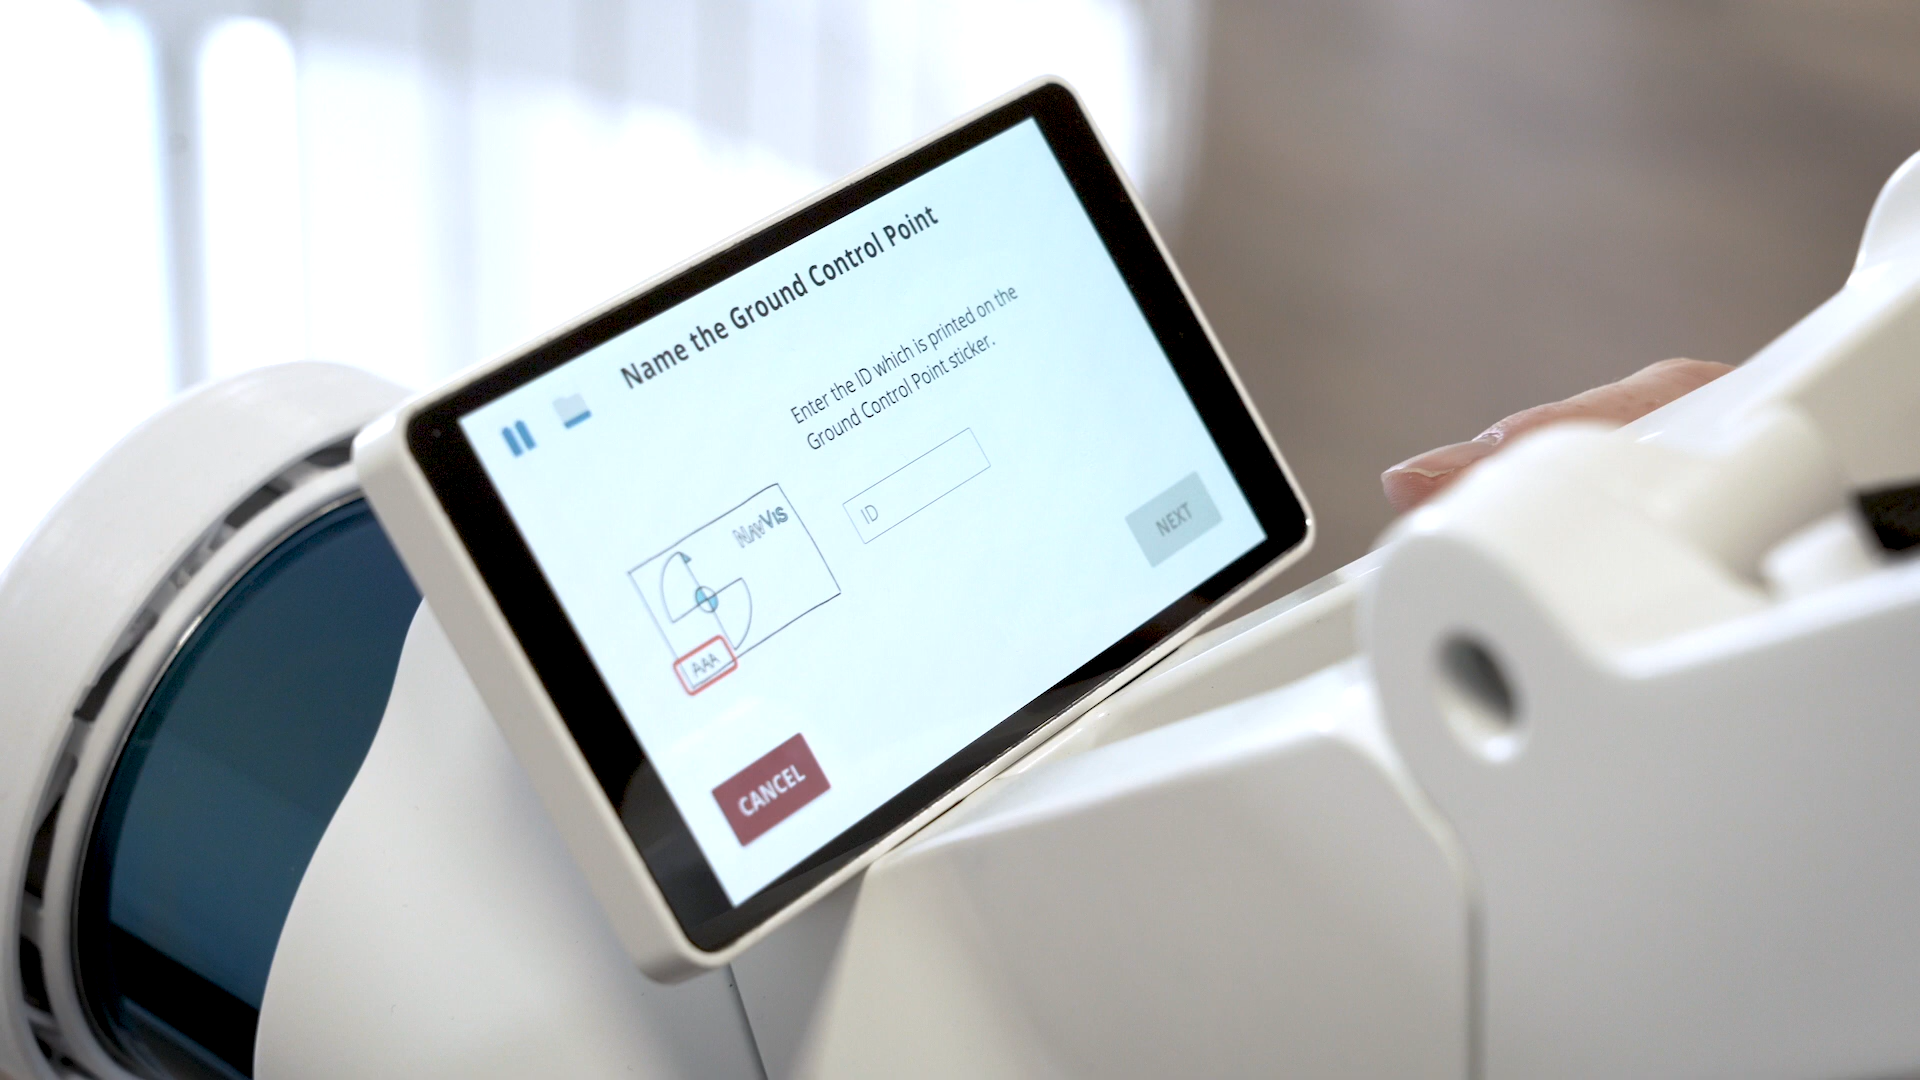 Name the Ground Control Point
Enter the ID which is printed on the
Ground Control Point sticker.
ID
NAVVIS
AAA
NEXT
CANCEL